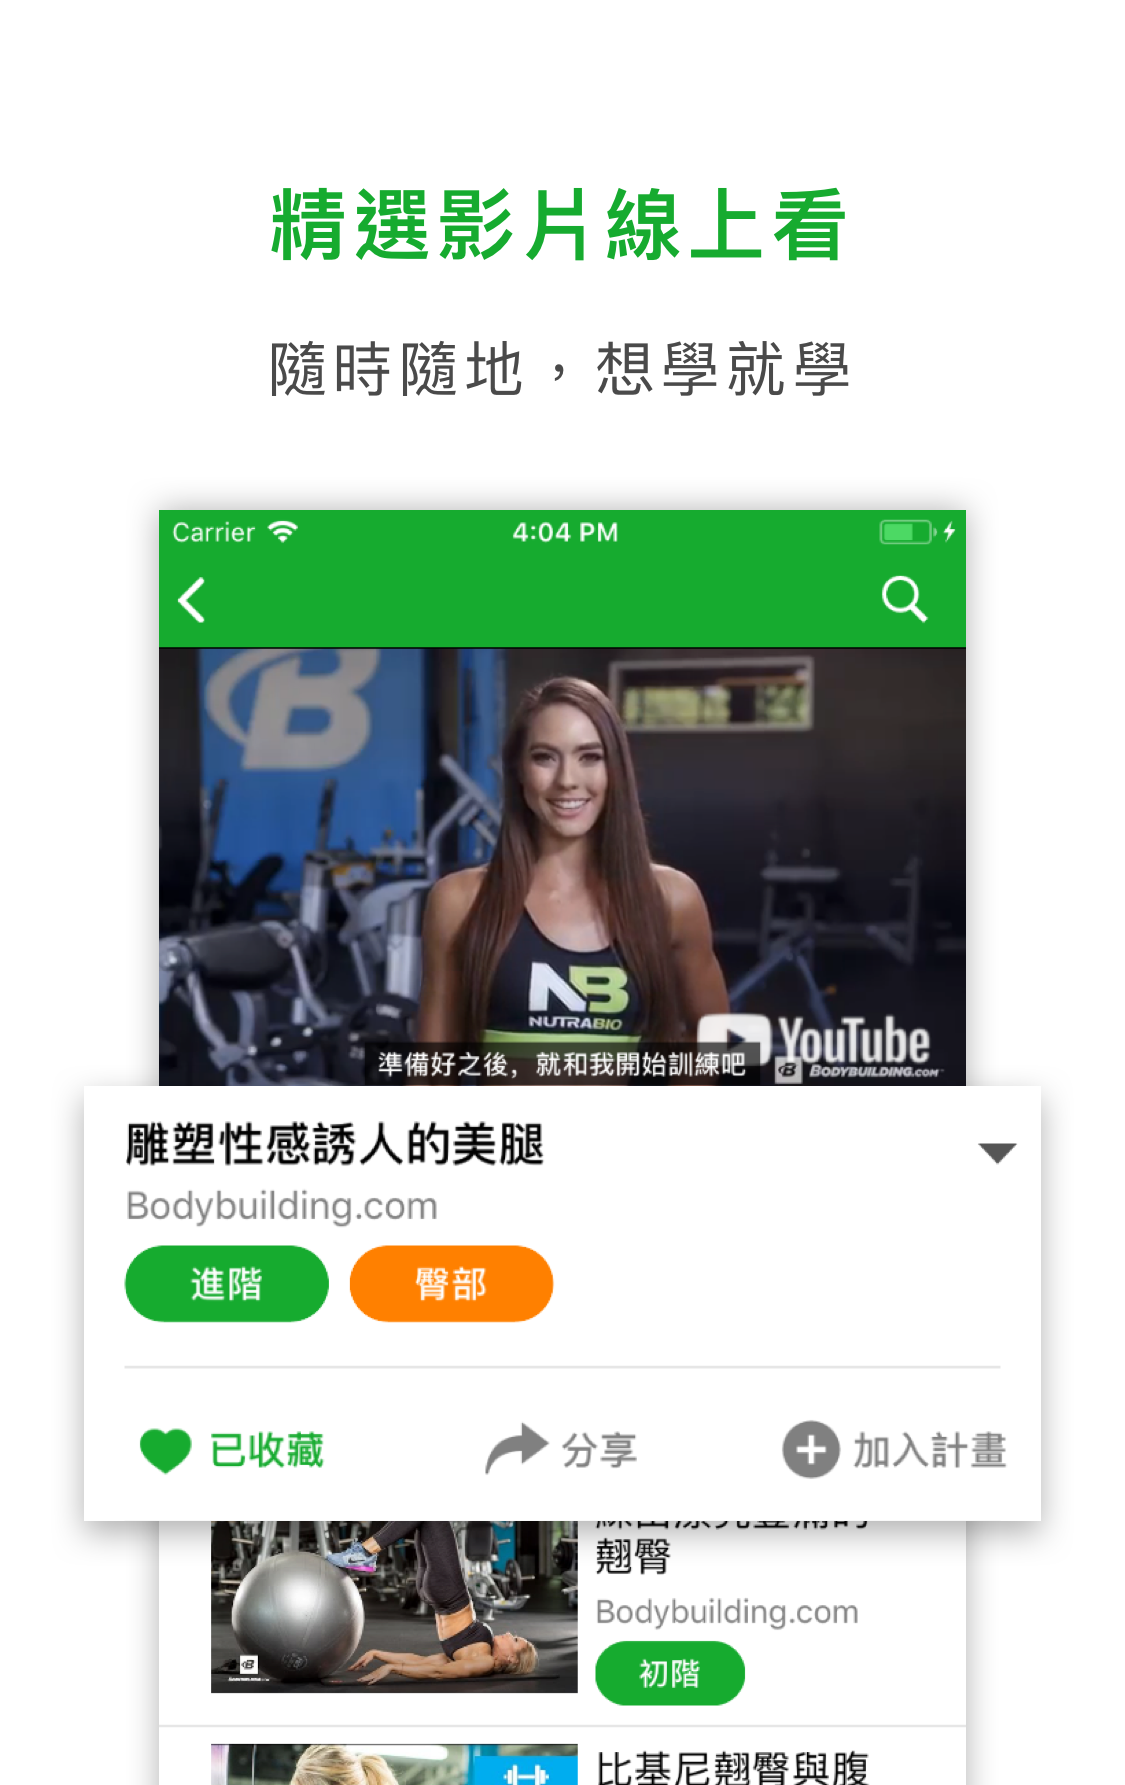 精選影片線上看
隨時隨地，想學就學
Carrier
4:04 PM
B
NB
NUTRABIO
YouTube
準備好之後，就和我開始訓練吧
B BODYBUILDING.COM
雕塑性感誘人的美腿
Bodybuilding.com
進階
臀部
已收藏
分享
加入計畫
翹臀
Bodybuilding.com
初階
比基尼翹臀與腹